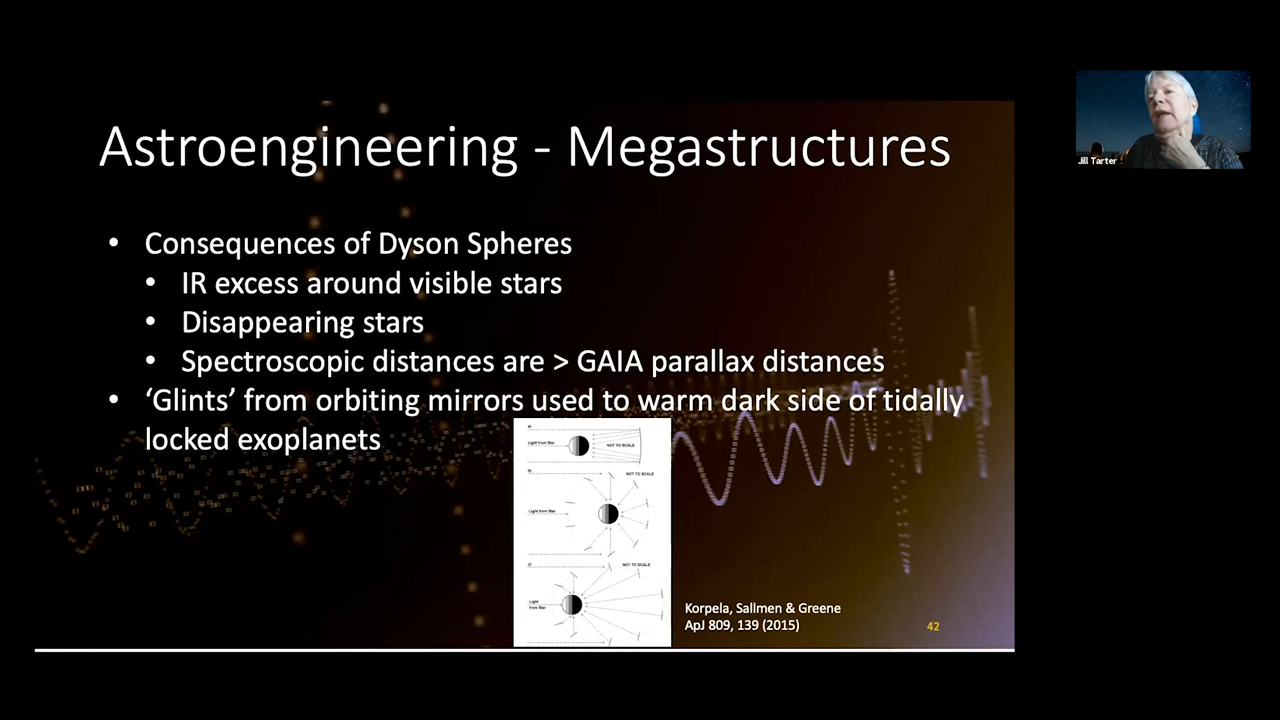 Astroengineering - Megastructures
• Consequences of Dyson Spheres
• IR excess around visible stars
• Disappearing stars
• Spectroscopic distances are > GAIA parallax distances
• ‘Glints’ from orbiting mirrors used to warm dark side of tidally
locked exoplanets
a)
Light from Star
NOT TO SCALE
b)
NOT TO SCALE
Light from Star
c)
NOT TO SCALE
Light
from Star
Korpela, Sallmen & Greene
ApJ 809, 139 (2015)
42
Jill Tarter